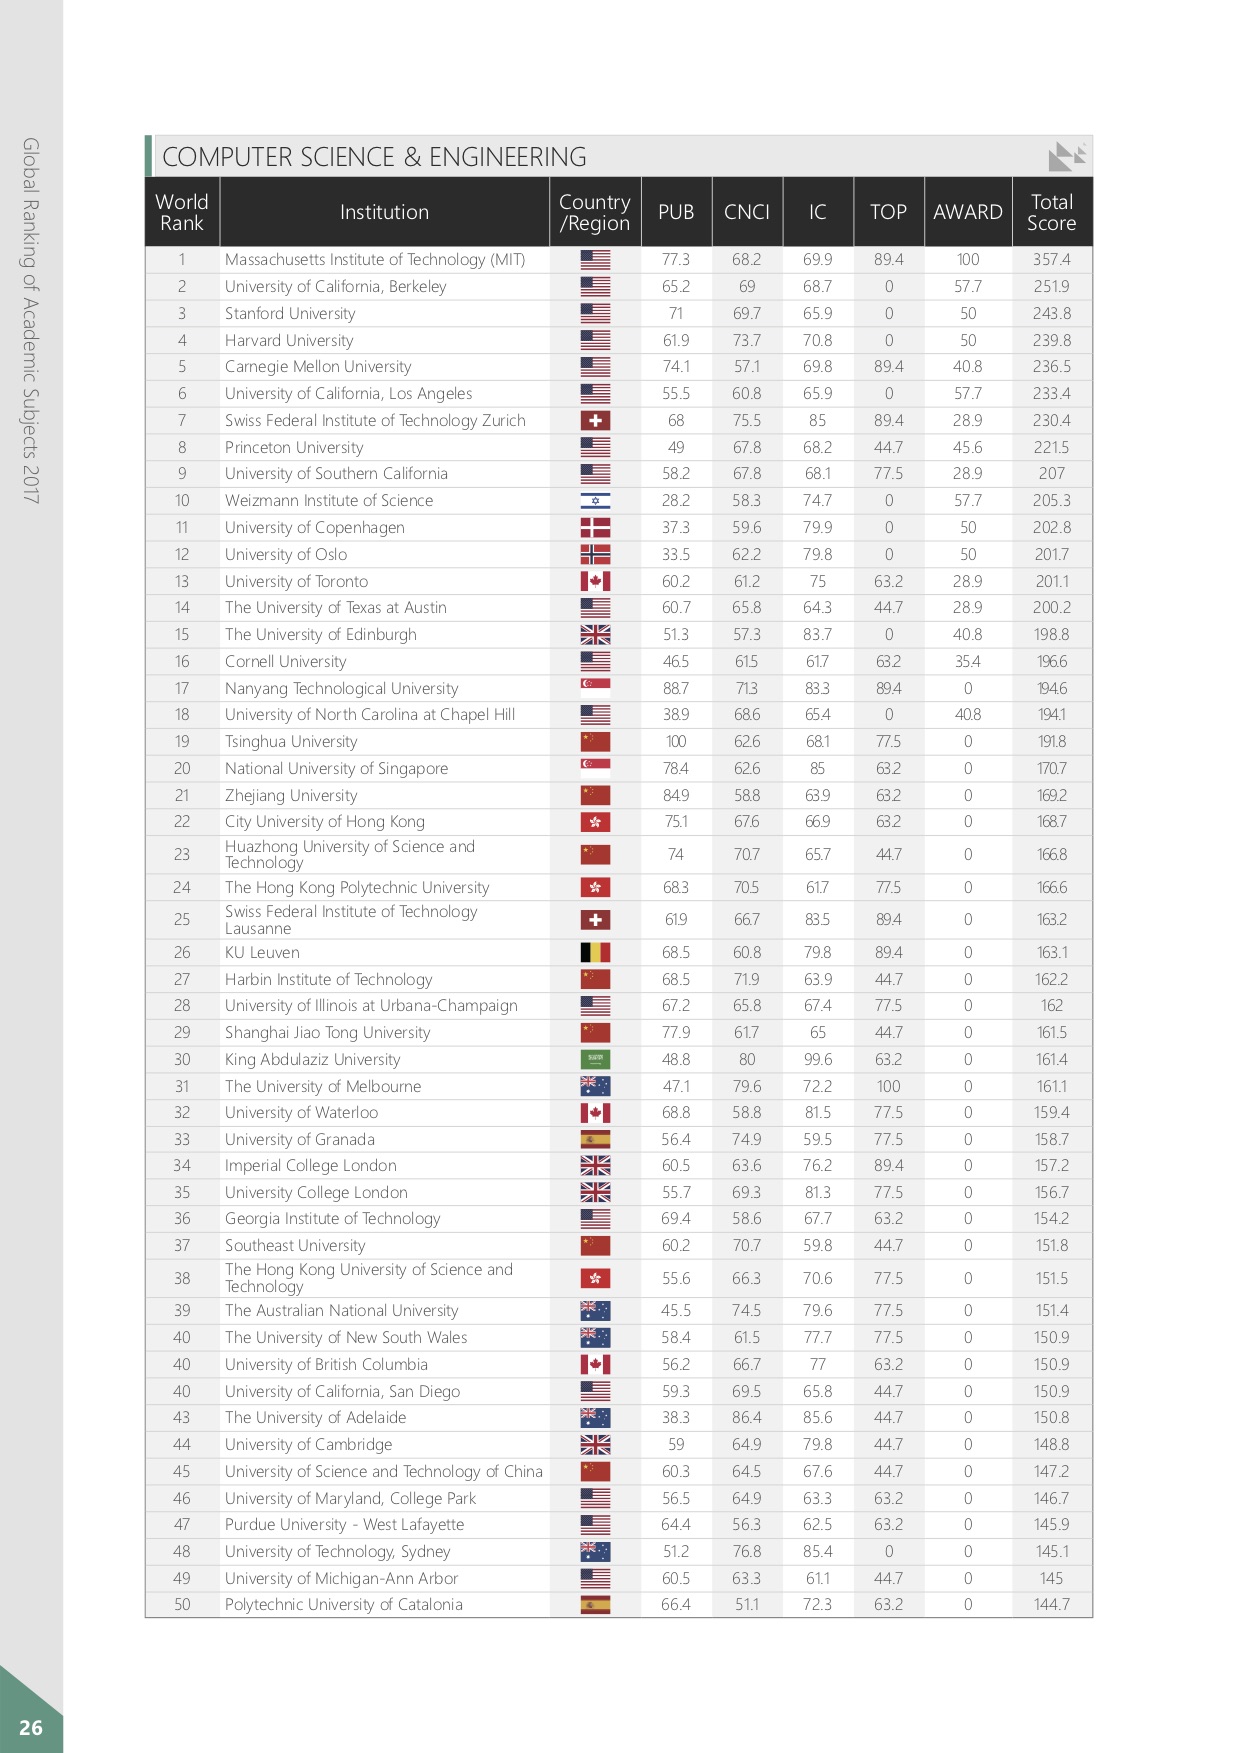 Global Ranking of Academic Subjects 2017
COMPUTER SCIENCE & ENGINEERING
World Rank Institution Country /Region PUB CNCI IC TOP AWARD Total Score
1 Massachusetts Institute of Technology (MIT) 77.3 68.2 69.9 89.4 100 357.4
2 University of California, Berkeley 65.2 69 68.7 0 57.7 251.9
3 Stanford University 71 69.7 65.9 0 50 243.8
4 Harvard University 61.9 73.7 70.8 0 50 239.8
5 Carnegie Mellon University 74.1 57.1 69.8 89.4 40.8 236.5
6 University of California, Los Angeles 55.5 60.8 65.9 0 57.7 233.4
7 Swiss Federal Institute of Technology Zurich 68 75.5 85 89.4 28.9 230.4
8 Princeton University 49 67.8 68.2 44.7 45.6 221.5
9 University of Southern California 58.2 67.8 68.1 77.5 28.9 207
10 Weizmann Institute of Science 28.2 58.3 74.7 0 57.7 205.3
11 University of Copenhagen 37.3 59.6 79.9 0 50 202.8
12 University of Oslo 33.5 62.2 79.8 0 50 201.7
13 University of Toronto 60.2 61.2 75 63.2 28.9 201.1
14 The University of Texas at Austin 60.7 65.8 64.3 44.7 28.9 200.2
15 The University of Edinburgh 51.3 57.3 83.7 0 40.8 198.8
16 Cornell University 46.5 61.5 61.7 63.2 35.4 196.6
17 Nanyang Technological University 88.7 71.3 83.3 89.4 0 194.6
18 University of North Carolina at Chapel Hill 38.9 68.6 65.4 0 40.8 194.1
19 Tsinghua University 100 62.6 68.1 77.5 0 191.8
20 National University of Singapore 78.4 62.6 85 63.2 0 170.7
21 Zhejiang University 84.9 58.8 63.9 63.2 0 169.2
22 City University of Hong Kong 75.1 67.6 66.9 63.2 0 168.7
23 Huazhong University of Science and Technology 74 70.7 65.7 44.7 0 166.8
24 The Hong Kong Polytechnic University 68.3 70.5 61.7 77.5 0 166.6
25 Swiss Federal Institute of Technology Lausanne 61.9 66.7 83.5 89.4 0 163.2
26 KU Leuven 68.5 60.8 79.8 89.4 0 163.1
27 Harbin Institute of Technology 68.5 71.9 63.9 44.7 0 162.2
28 University of Illinois at Urbana-Champaign 67.2 65.8 67.4 77.5 0 162
29 Shanghai Jiao Tong University 77.9 61.7 65 44.7 0 161.5
30 King Abdulaziz University 48.8 80 99.6 63.2 0 161.4
31 The University of Melbourne 47.1 79.6 72.2 100 0 161.1
32 University of Waterloo 68.8 58.8 81.5 77.5 0 159.4
33 University of Granada 56.4 74.9 59.5 77.5 0 158.7
34 Imperial College London 60.5 63.6 76.2 89.4 0 157.2
35 University College London 55.7 69.3 81.3 77.5 0 156.7
36 Georgia Institute of Technology 69.4 58.6 67.7 63.2 0 154.2
37 Southeast University 60.2 70.7 59.8 44.7 0 151.8
38 The Hong Kong University of Science and Technology 55.6 66.3 70.6 77.5 0 151.5
39 The Australian National University 45.5 74.5 79.6 77.5 0 151.4
40 The University of New South Wales 58.4 61.5 77.7 77.5 0 150.9
40 University of British Columbia 56.2 66.7 77 63.2 0 150.9
40 University of California, San Diego 59.3 69.5 65.8 44.7 0 150.9
43 The University of Adelaide 38.3 86.4 85.6 44.7 0 150.8
44 University of Cambridge 59 64.9 79.8 44.7 0 148.8
45 University of Science and Technology of China 60.3 64.5 67.6 44.7 0 147.2
46 University of Maryland, College Park 56.5 64.9 63.3 63.2 0 146.7
47 Purdue University - West Lafayette 64.4 56.3 62.5 63.2 0 145.9
48 University of Technology, Sydney 51.2 76.8 85.4 0 0 145.1
49 University of Michigan-Ann Arbor 60.5 63.3 61.1 44.7 0 145
50 Polytechnic University of Catalonia 66.4 51.1 72.3 63.2 0 144.7
26